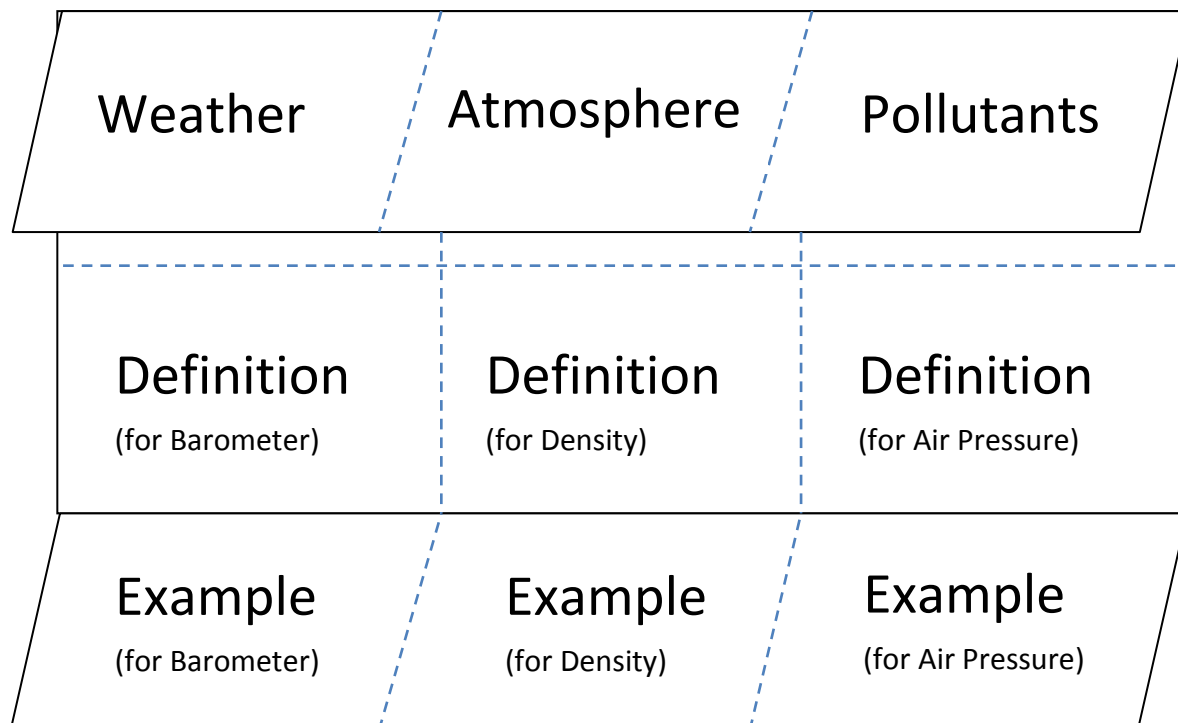 Weather
Atmosphere
Pollutants
Definition
(for Barometer)
Definition
(for Density)
Definition
(for Air Pressure)
Example
(for Barometer)
Example
(for Density)
Example
(for Air Pressure)